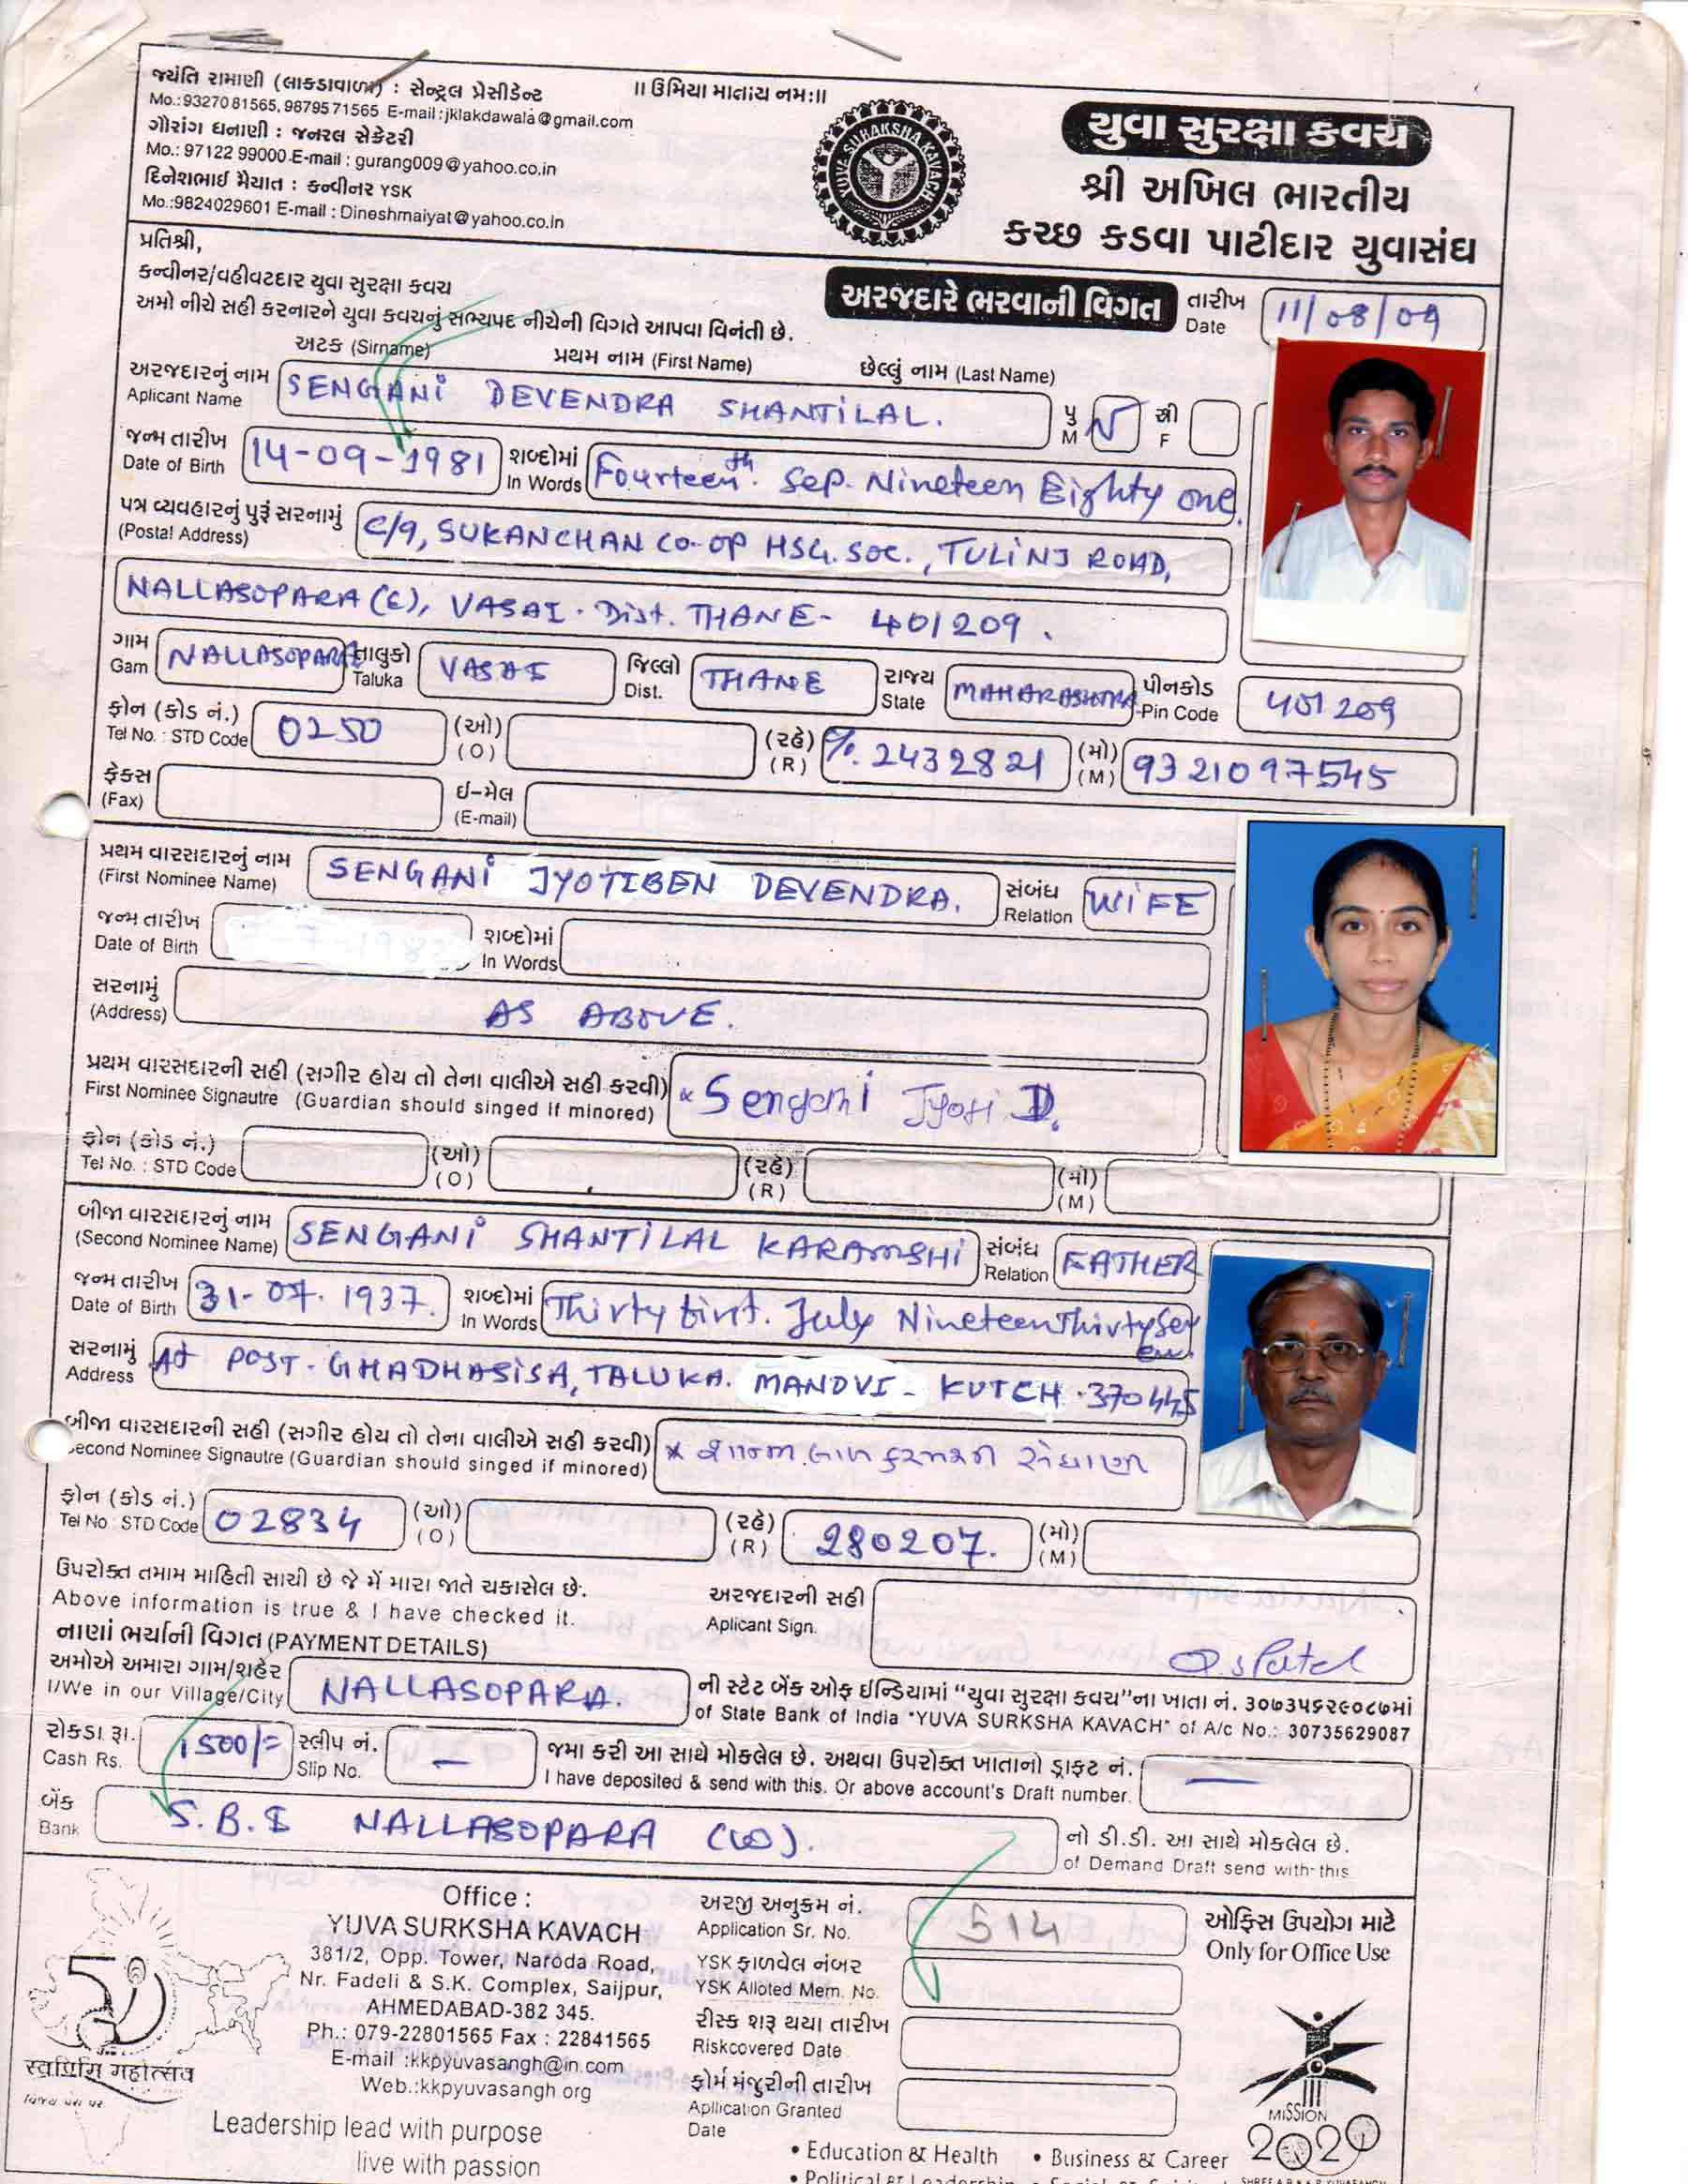 જયંતિ રામાણી (લાકડાવાળા) : સેન્ટ્રલ પ્રેસીડેન્ટ
Mo.:93270 81565, 98795 71565 E-mail :jklakdawala@gmail.com
ગૌરાંગ ધનાણી : જનરલ સેક્રેટરી
Mo.: 97122 99000.E-mail : gurang009@yahoo.co.in
દિનેશભાઈ મૈયાત : કન્વીનર YSK
Mo.:9824029601 E-mail : Dineshmaiyat@yahoo.co.in
॥ ઉમિયા માતાય નમઃ॥
YUVA SURAKSHA KAVACH
યુવા સુરક્ષા કવચ
શ્રી અખિલ ભારતીય
કચ્છ કડવા પાટીદાર યુવાસંઘ
પ્રતિશ્રી,
કન્વીનર/વહીવટદાર યુવા સુરક્ષા કવચ
અમો નીચે સહી કરનારને યુવા કવચનું સભ્યપદ નીચેની વિગતે આપવા વિનંતી છે.
અરજદારે ભરવાની વિગત
તારીખ Date 11/08/09
અટક (Sirname) પ્રથમ નામ (First Name) છેલ્લું નામ (Last Name)
અરજદારનું નામ Aplicant Name SENGANI DEVENDRA SHANTILAL. પુ M સ્ત્રી F
જન્મ તારીખ Date of Birth 14-09-1981 શબ્દોમાં In Words Fourteenth. Sep. Nineteen Eighty one.
પત્ર વ્યવહારનું પુરૂં સરનામું (Postal Address) C/9, SUKANCHAN CO-OP HSG. SOC., TULINJ ROAD,
NALLASOPARA (E), VASAI. Dist. THANE- 401209.
ગામ Gam NALLASOPARA તાલુકો Taluka VASAI જિલ્લો Dist. THANE રાજ્ય State MAHARASHTRA પીનકોડ Pin Code 401209
ફોન (કોડ નં.) Tel No. : STD Code 0250 (ઓ) (O) (રહે) (R) 2432821 (મો) (M) 9321097545
ફેક્સ (Fax) ઈ-મેલ (E-mail)
પ્રથમ વારસદારનું નામ (First Nominee Name) SENGANI JYOTIBEN DEVENDRA. સંબંધ Relation WIFE
જન્મ તારીખ Date of Birth શબ્દોમાં In Words
સરનામું (Address) AS ABOVE.
પ્રથમ વારસદારની સહી (સગીર હોય તો તેના વાલીએ સહી કરવી)
First Nominee Signautre (Guardian should singed if minored) Sengani Jyoti D.
ફોન (કોડ નં.) Tel No. : STD Code (ઓ) (O) (રહે) (R) (મો) (M)
બીજા વારસદારનું નામ (Second Nominee Name) SENGANI SHANTILAL KARAMSHI સંબંધ Relation FATHER
જન્મ તારીખ Date of Birth 31-07. 1937. શબ્દોમાં In Words Thirty first. July Nineteen Thirty Seven.
સરનામું Address At POST. GHADHASISA, TALUKA. MANDVI - KUTCH. 370445
બીજા વારસદારની સહી (સગીર હોય તો તેના વાલીએ સહી કરવી)
Second Nominee Signautre (Guardian should singed if minored)
ફોન (કોડ નં.) Tel No : STD Code 02834 (ઓ) (O) (રહે) (R) 280207. (મો) (M)
ઉપરોક્ત તમામ માહિતી સાચી છે જે મેં મારા જાતે ચકાસેલ છે.
Above information is true & I have checked it.
અરજદારની સહી
Aplicant Sign. D s Patel
નાણાં ભર્યાની વિગત (PAYMENT DETAILS)
અમોએ અમારા ગામ/શહેર I/We in our Village/City NALLASOPARA.
ની સ્ટેટ બેંક ઓફ ઈન્ડિયામાં “યુવા સુરક્ષા કવચ”ના ખાતા નં. ૩૦૭૩૫૬૨૯૦૮૭માં
of State Bank of India "YUVA SURKSHA KAVACH" of A/c No.: 30735629087
રોકડા રૂા. Cash Rs. 1500/= સ્લીપ નં. Slip No. —
જમા કરી આ સાથે મોકલેલ છે. અથવા ઉપરોક્ત ખાતાનો ડ્રાફ્ટ નં. —
I have deposited & send with this. Or above account's Draft number.
બેંક Bank S.B.I NALLASOPARA (W).
નો ડી.ડી. આ સાથે મોકલેલ છે.
of Demand Draft send with-this
Office :
YUVA SURKSHA KAVACH
381/2, Opp. Tower, Naroda Road,
Nr. Fadeli & S.K. Complex, Saijpur,
AHMEDABAD-382 345.
Ph.: 079-22801565 Fax : 22841565
E-mail :kkpyuvasangh@in.com
Web.:kkpyuvasangh.org
Leadership lead with purpose
live with passion
અરજી અનુક્રમ નં. Application Sr. No. 514
YSK ફાળવેલ નંબર YSK Alloted Mem. No.
રીસ્ક શરૂ થયા તારીખ Riskcovered Date
ફોર્મ મંજુરીની તારીખ Apllication Granted Date
ઓફિસ ઉપયોગ માટે
Only for Office Use
MISSION
2020
• Education & Health • Business & Career